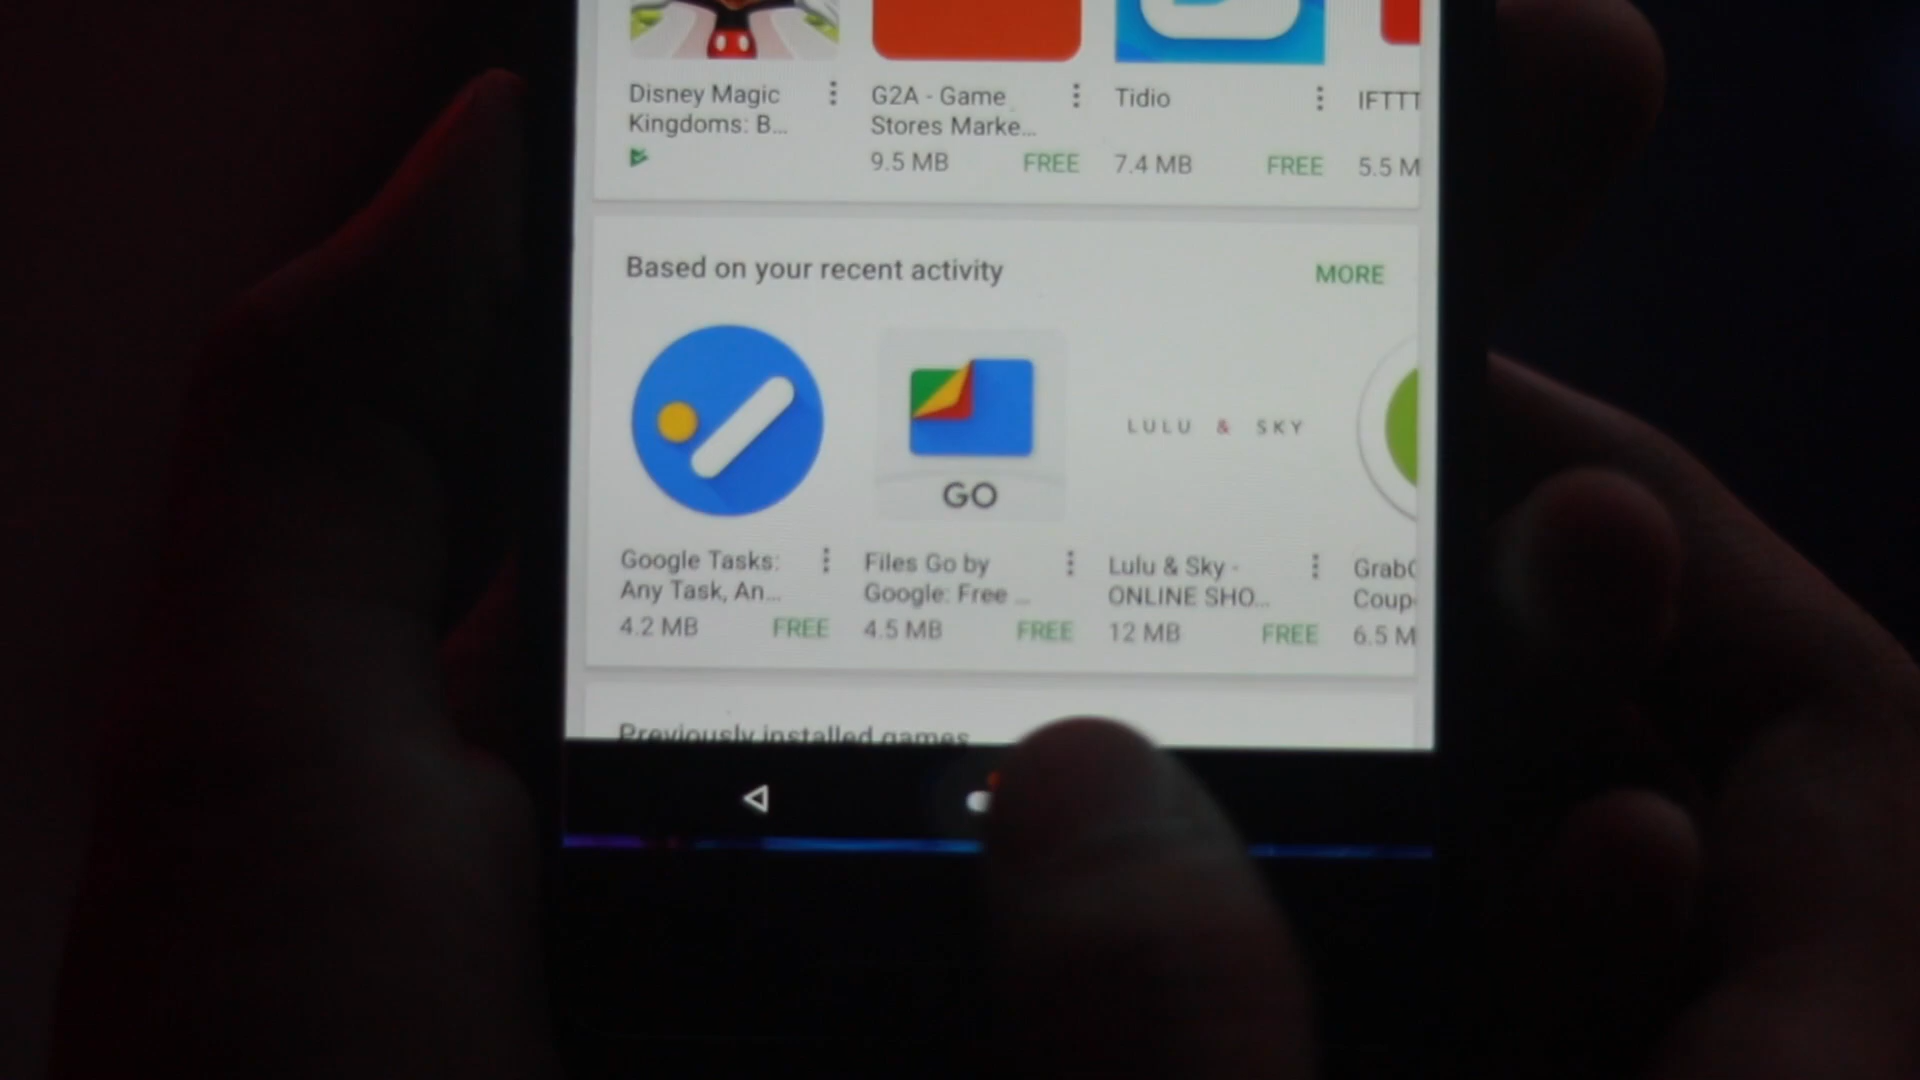 Disney Magic
Kingdoms: B...
G2A - Game
Stores Marke...
9.5 MB FREE
Tidio
7.4 MB FREE
IFTTT
5.5 M
Based on your recent activity
MORE
GO
LULU & SKY
Google Tasks:
Any Task, An...
4.2 MB FREE
Files Go by
Google: Free ...
4.5 MB FREE
Lulu & Sky -
ONLINE SHO...
12 MB FREE
Grab
Coup
6.5 M
Previously installed games